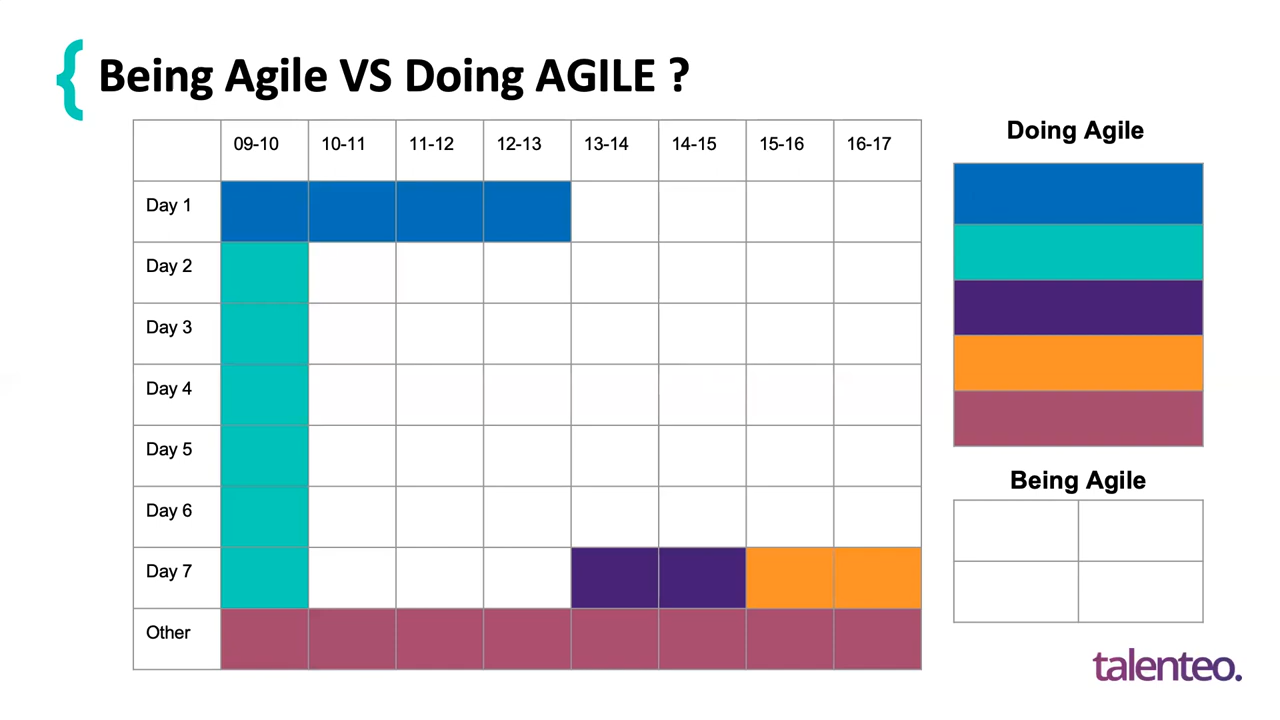 Being Agile VS Doing AGILE ?
09-10 10-11 11-12 12-13 13-14 14-15 15-16 16-17
Day 1
Day 2
Day 3
Day 4
Day 5
Day 6
Day 7
Other
Doing Agile
Being Agile
talenteo.